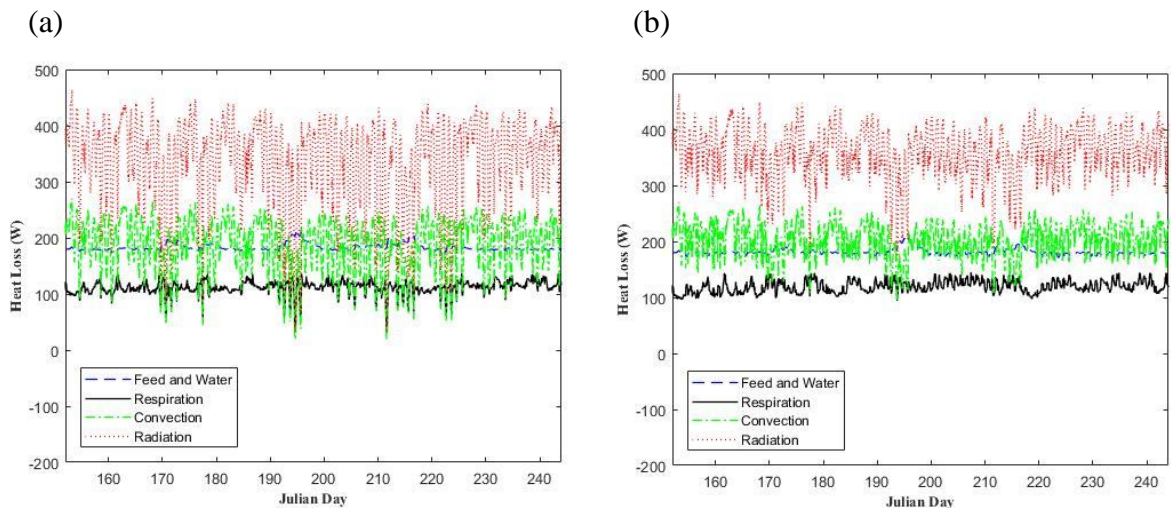 (a)
(b)
500
400
300
200
100
0
-100
-200
Heat Loss (W)
Feed and Water
Respiration
Convection
Radiation
160 170 180 190 200 210 220 230 240
Julian Day
500
400
300
200
100
0
-100
-200
Heat Loss (W)
Feed and Water
Respiration
Convection
Radiation
160 170 180 190 200 210 220 230 240
Julian Day